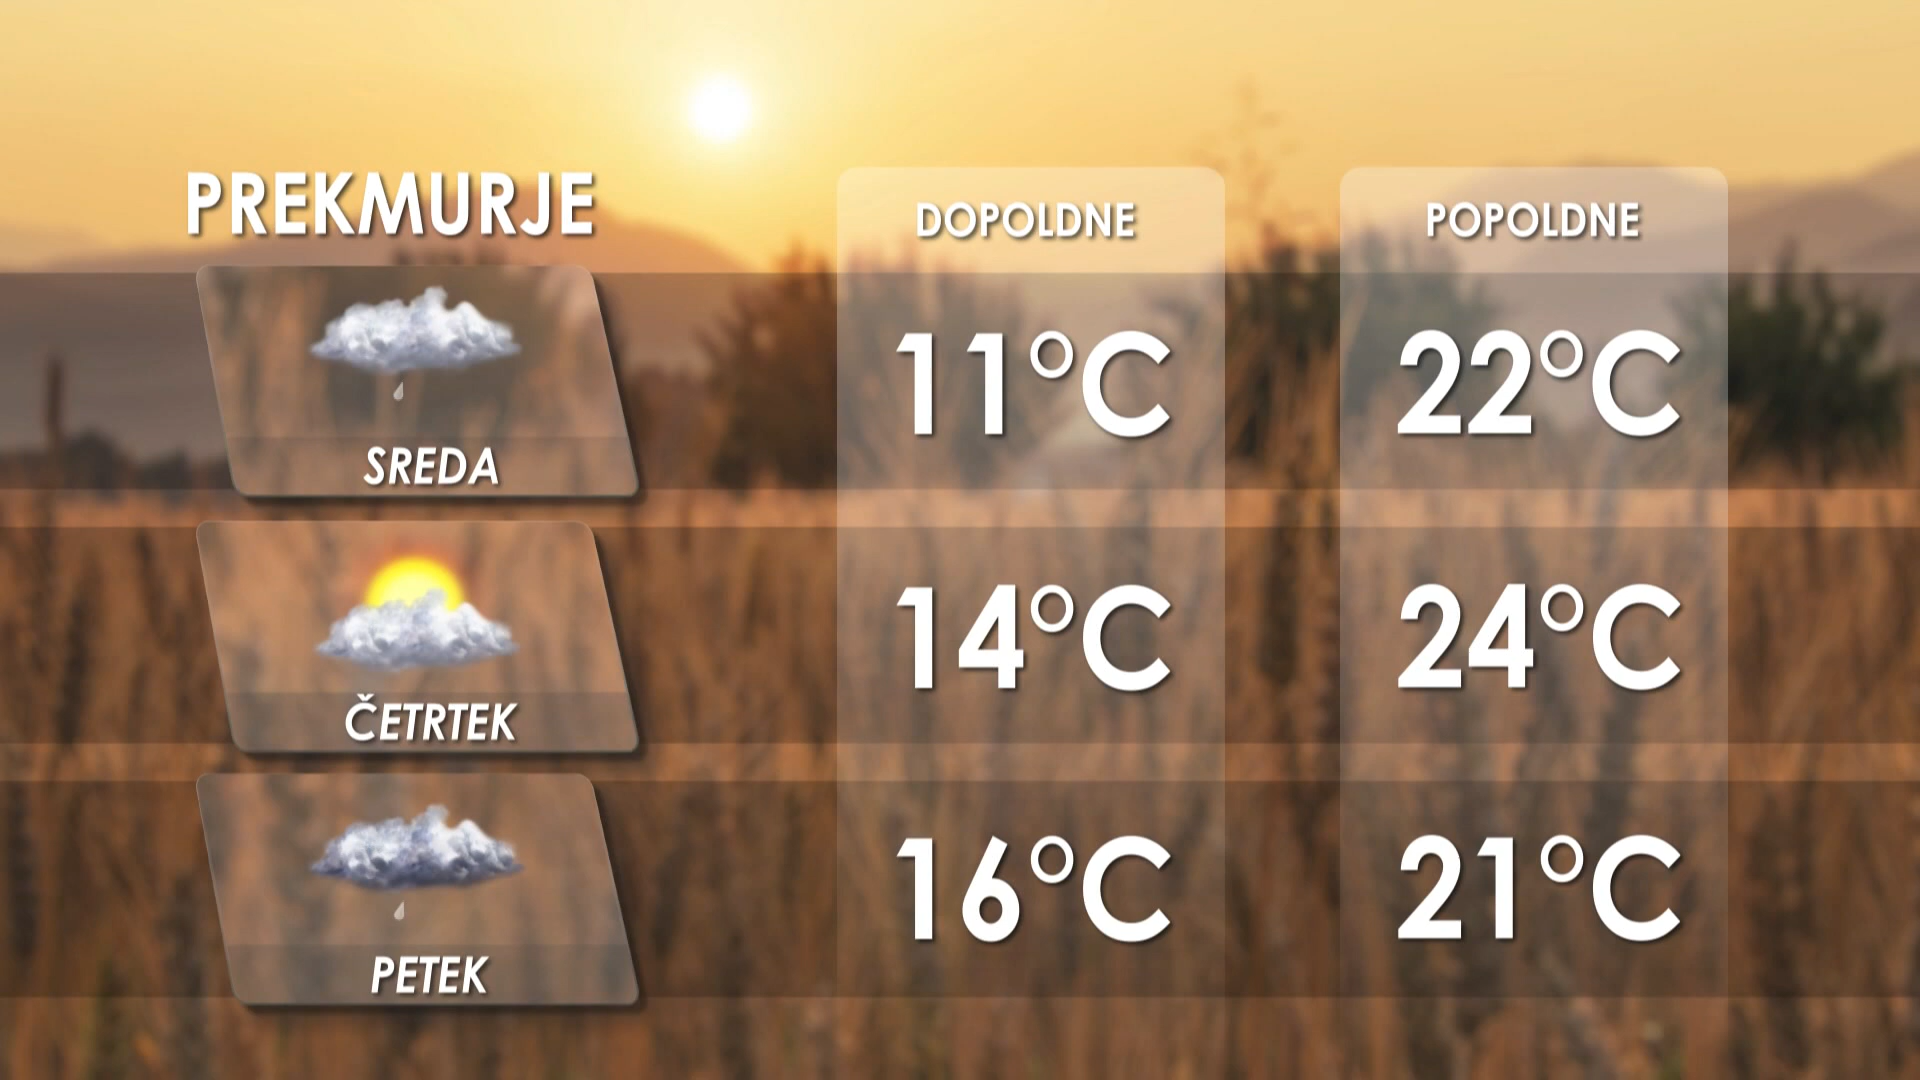 PREKMURJE
DOPOLDNE
POPOLDNE
SREDA
11°C
22°C
ČETRTEK
14°C
24°C
PETEK
16°C
21°C